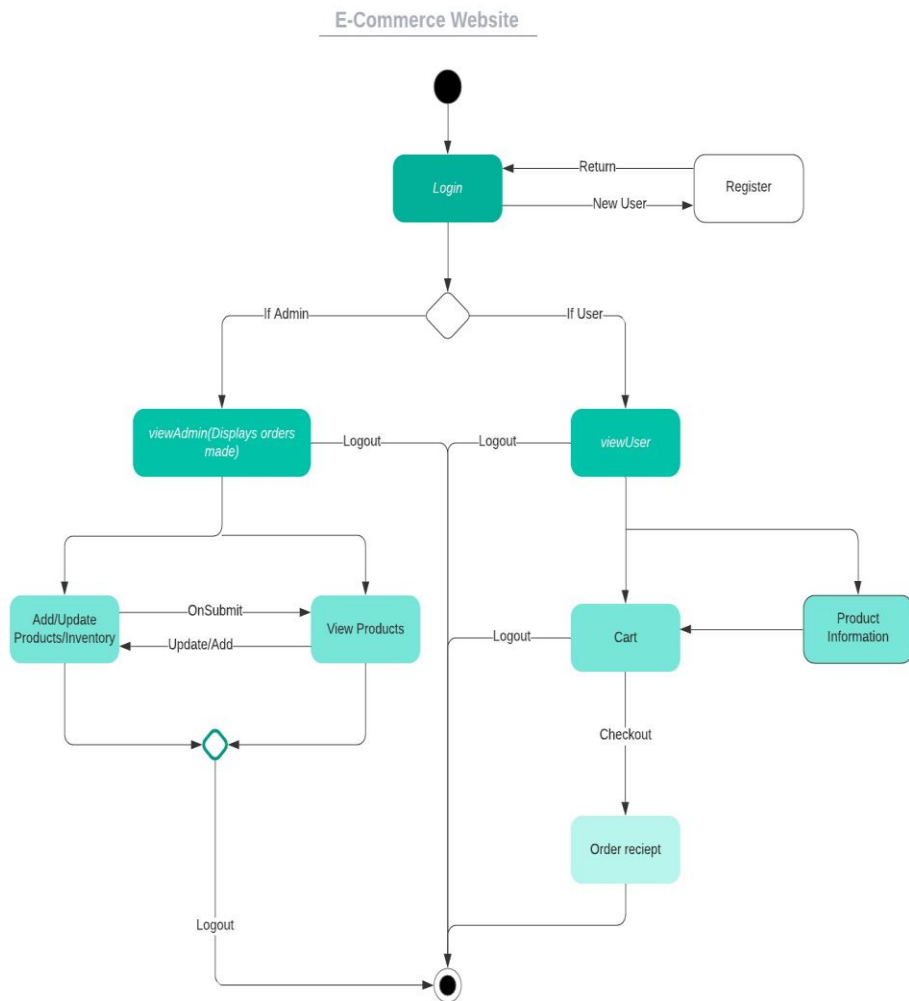 E-Commerce Website
Return
Login
Register
New User
If Admin
If User
viewAdmin(Displays orders
made)
Logout
Logout
viewUser
Add/Update
Products/Inventory
OnSubmit
Update/Add
View Products
Logout
Cart
Product
Information
Checkout
Order reciept
Logout